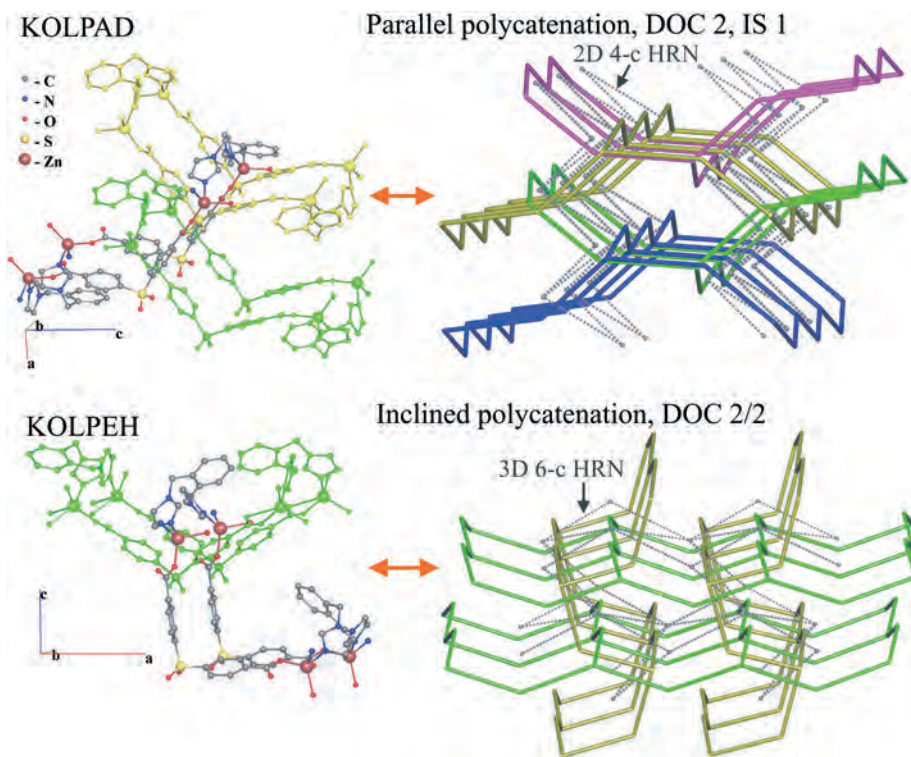 KOLPAD
Parallel polycatenation, DOC 2, IS 1
2D 4-c HRN
- C
- N
- O
- S
- Zn
b
c
a
KOLPEH
Inclined polycatenation, DOC 2/2
3D 6-c HRN
c
b
a